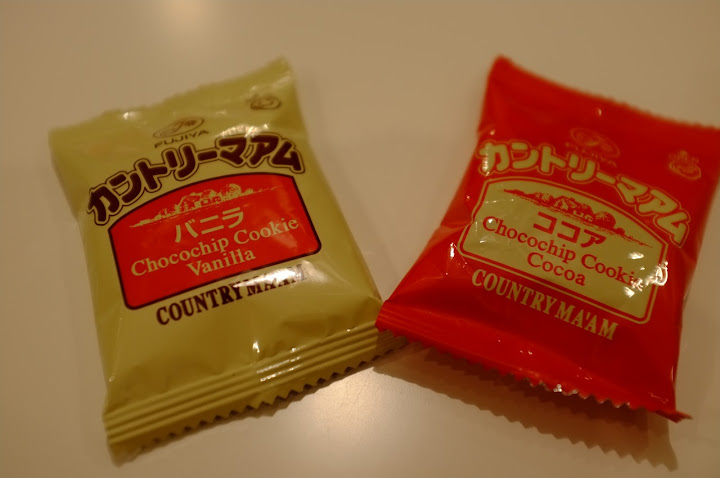 FUJIYA
カントリーマアム
バニラ
Chocochip Cookie
Vanilla
COUNTRY MA'AM
FUJIYA
カントリーマアム
ココア
Chocochip Cookie
Cocoa
COUNTRY MA'AM